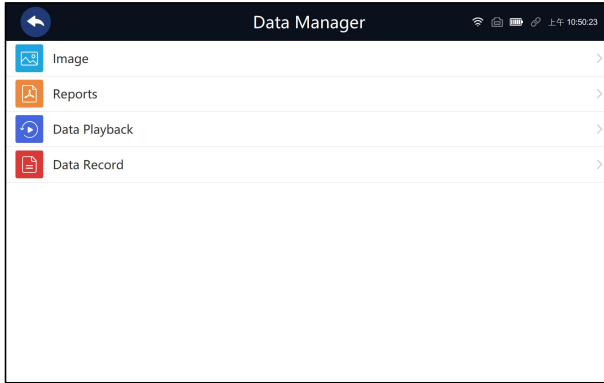 Data Manager
上午 10:50:23
Image
Reports
Data Playback
Data Record